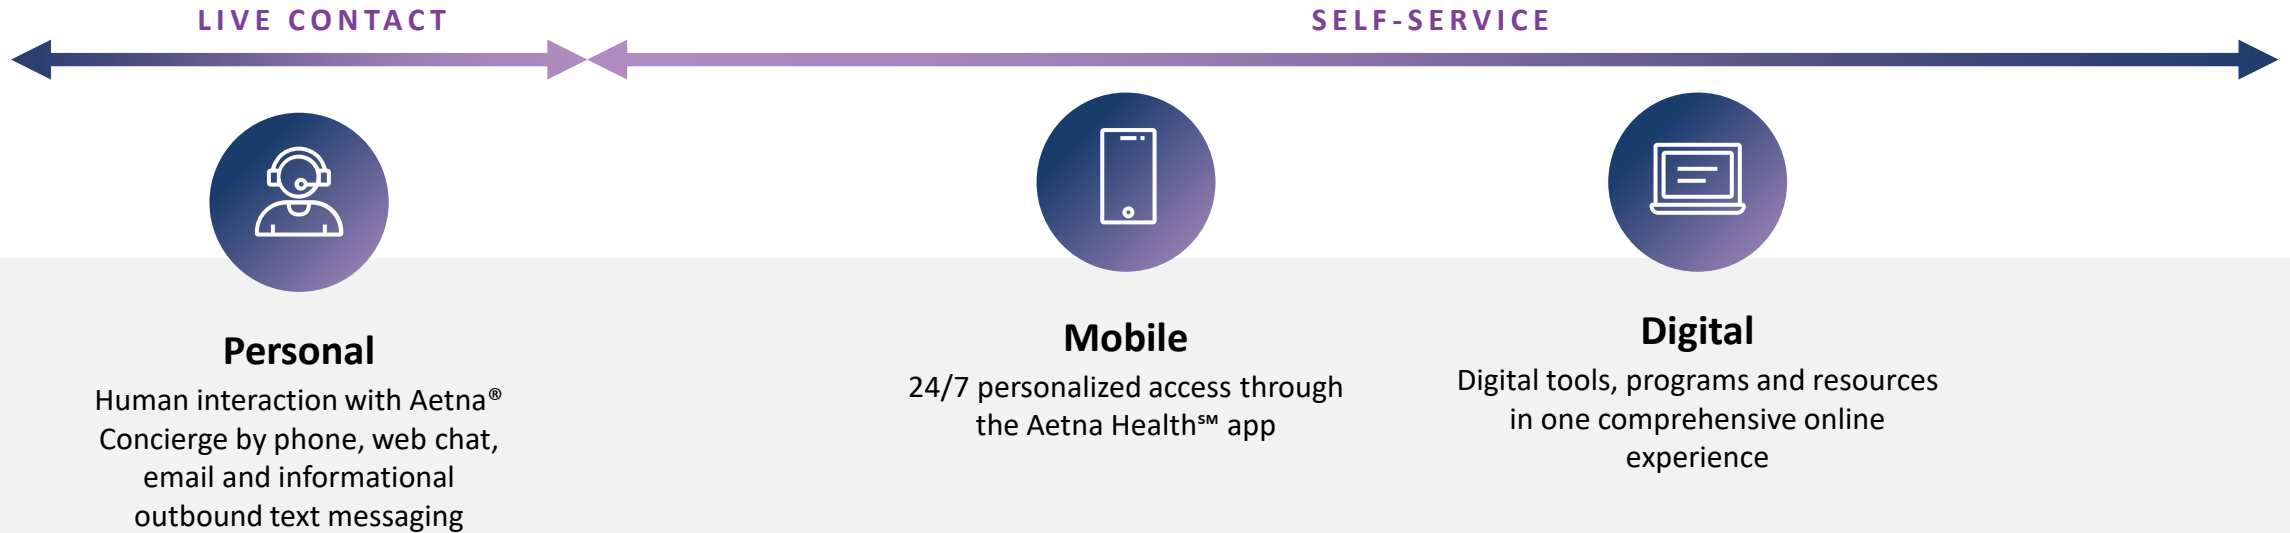 LIVE CONTACT
SELF-SERVICE
Personal
Human interaction with Aetna®
Concierge by phone, web chat,
email and informational
outbound text messaging
Mobile
24/7 personalized access through
the Aetna Health℠ app
Digital
Digital tools, programs and resources
in one comprehensive online
experience